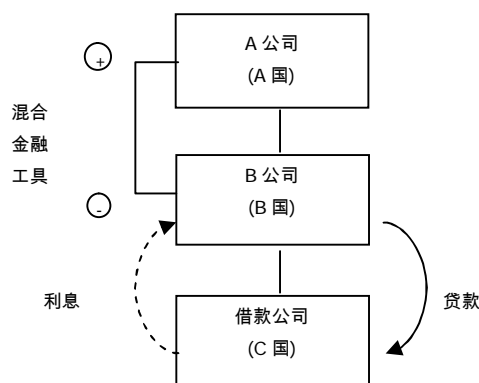 A 公司
(A 国)
+
混合
金融
工具
B 公司
(B 国)
-
利息
贷款
借款公司
(C 国)